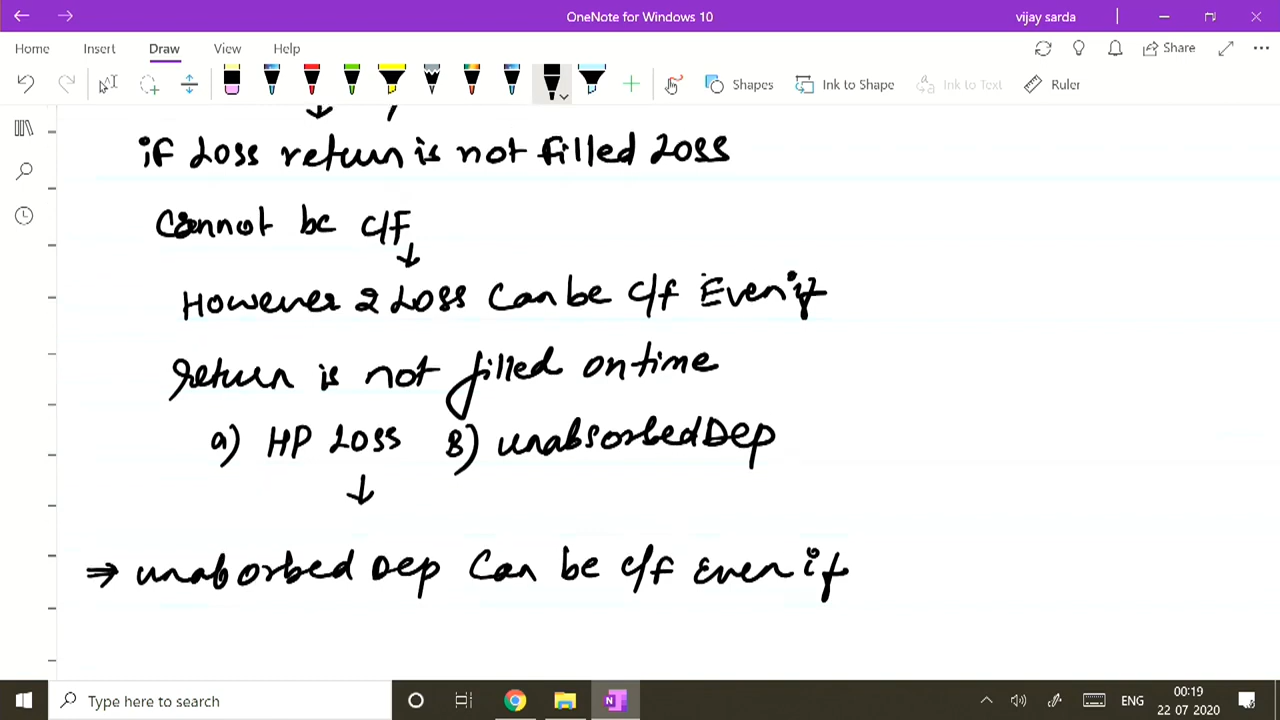 OneNote for Windows 10
vijay sarda
Home Insert Draw View Help
Share
Shapes Ink to Shape Ink to Text Ruler
if Loss return is not filled Loss
Cannot be c/F
However 2 Loss Can be c/f Even if
return is not filled on time
a) HP Loss B) unabsorbed Dep
⇒ unaborbed Dep Can be c/f Even if
Type here to search
ENG
00:19
22 07 2020